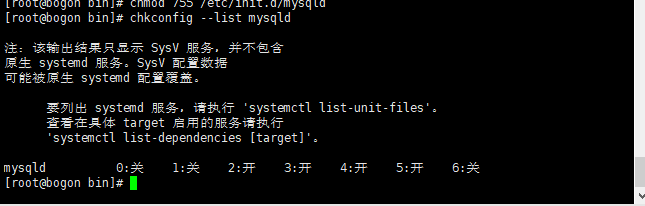 [root@bogon bin]# chmod 755 /etc/init.d/mysqld
[root@bogon bin]# chkconfig --list mysqld
注：该输出结果只显示 SysV 服务，并不包含
原生 systemd 服务。SysV 配置数据
可能被原生 systemd 配置覆盖。
要列出 systemd 服务，请执行 'systemctl list-unit-files'。
查看在具体 target 启用的服务请执行
'systemctl list-dependencies [target]'。
mysqld 0:关 1:关 2:开 3:开 4:开 5:开 6:关
[root@bogon bin]#